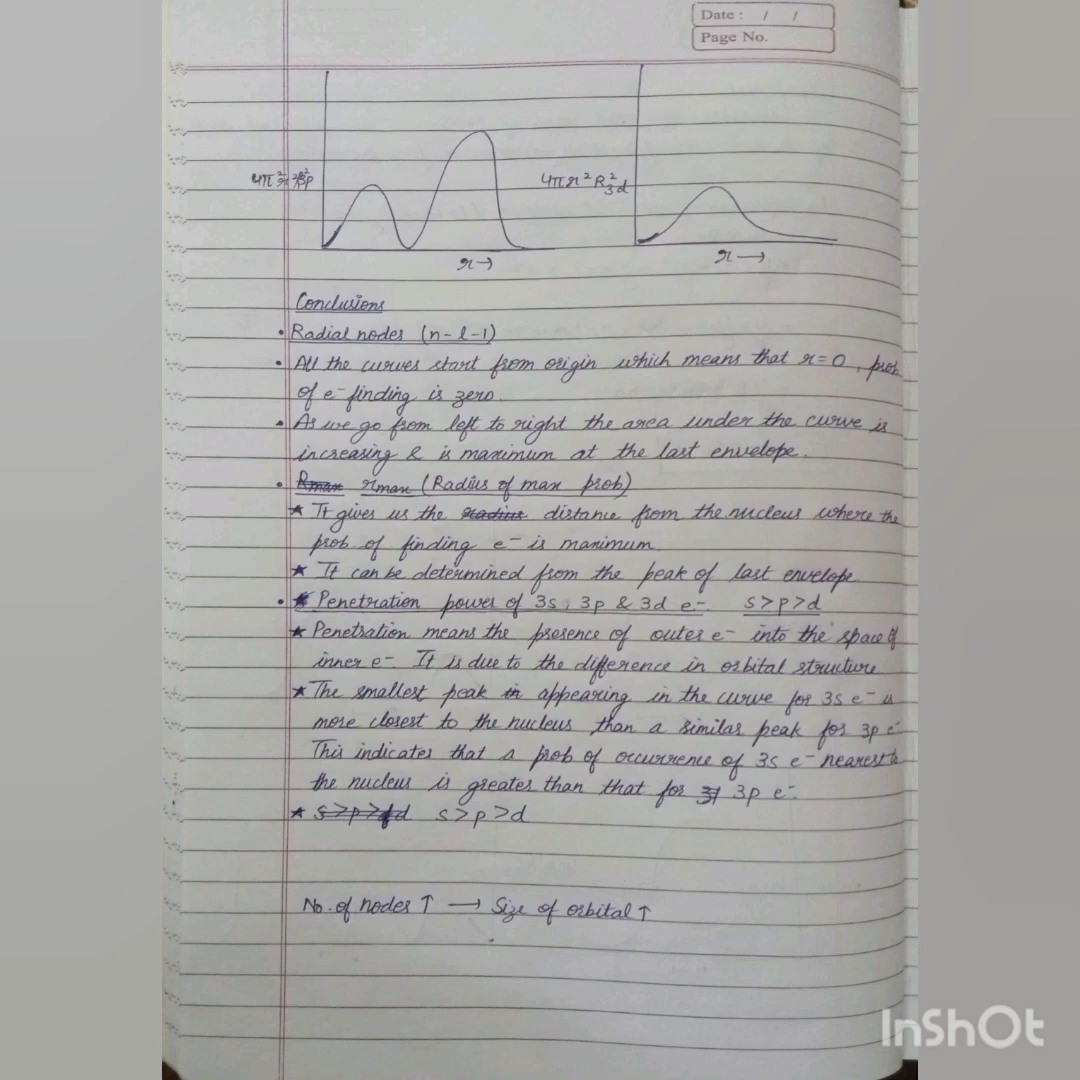 Date : / /
Page No.
4πr²R²3p
4πr²R²3d
r→
r→
Conclusions
• Radial nodes (n-l-1)
• All the curves start from origin which means that r=0, prob
of e- finding is zero.
• As we go from left to right the area under the curve is
increasing & is maximum at the last envelope.
• Rmax rmax (Radius of max prob)
* It gives us the radius distance from the nucleus where the
prob of finding e- is maximum
* It can be determined from the peak of last envelope
• * Penetration power of 3s, 3p & 3d e- s>p>d
* Penetration means the presence of outer e- into the space of
inner e-. It is due to the difference in orbital structure
* The smallest peak in appearing in the curve for 3s e- is
more closest to the nucleus than a similar peak for 3p e-
This indicates that a prob of occurrence of 3s e- nearest to
the nucleus is greater than that for 3p e-.
* s>p>d s>p>d
No. of nodes ↑ → Size of orbital ↑
InShOt